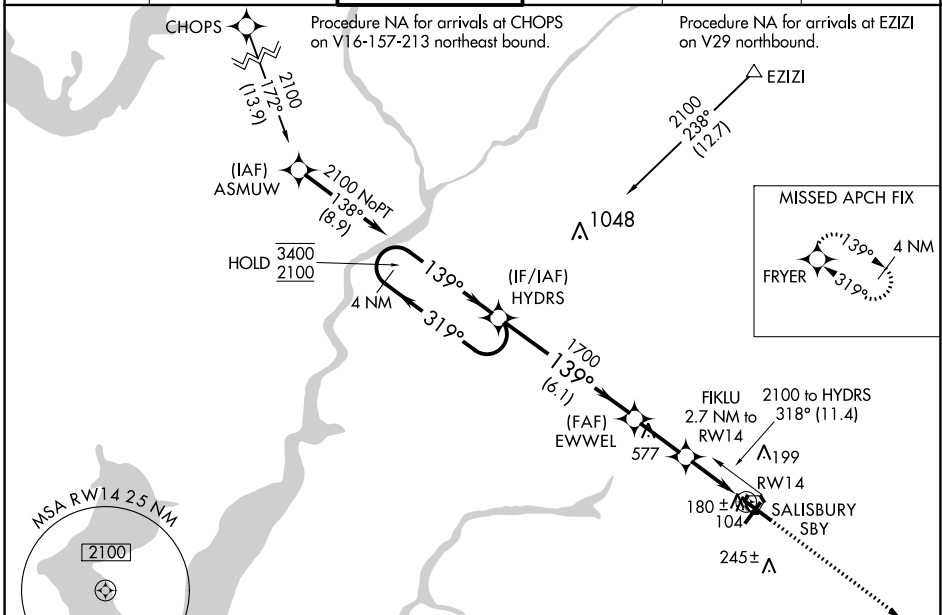 CHOPS
Procedure NA for arrivals at CHOPS
on V16-157-213 northeast bound.
Procedure NA for arrivals at EZIZI
on V29 northbound.
EZIZI
2100
172°
(13.9)
2100
238°
(12.7)
(IAF)
ASMUW
2100 NoPT
138°
(8.9)
1048
MISSED APCH FIX
139°
4 NM
FRYER
319°
HOLD
3400
2100
4 NM
139°
319°
(IF/IAF)
HYDRS
1700
139°
(6.1)
(FAF)
EWWEL
577
FIKLU
2.7 NM to
RW14
2100 to HYDRS
318° (11.4)
199
RW14
180 ±
104
SALISBURY
SBY
245±
MSA RW14 25 NM
2100